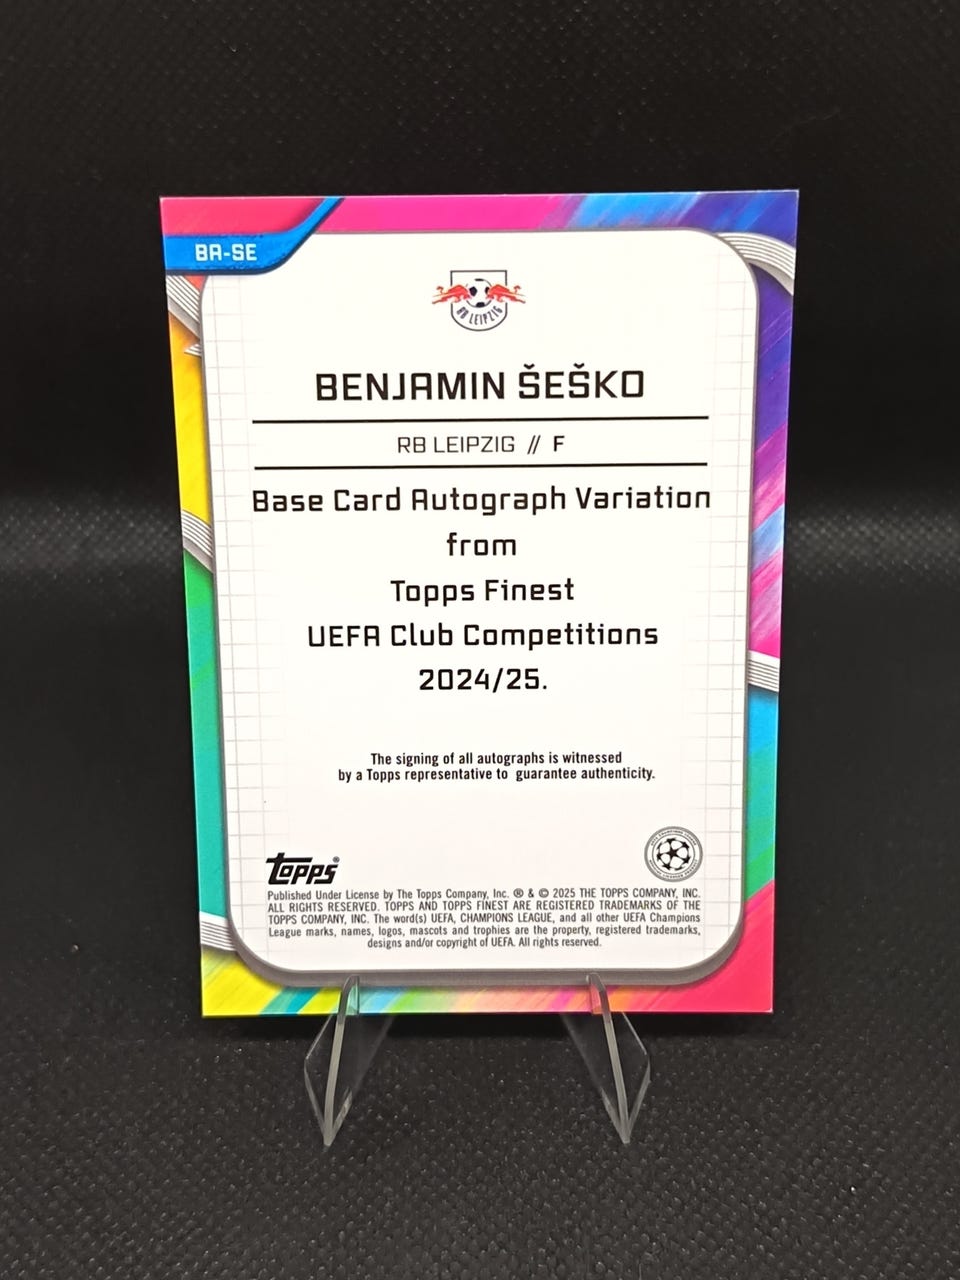 BA-SE
RB LEIPZIG
BENJAMIN ŠEŠKO
RB LEIPZIG // F
Base Card Autograph Variation
from
Topps Finest
UEFA Club Competitions
2024/25.
The signing of all autographs is witnessed
by a Topps representative to guarantee authenticity.
topps®
Published Under License by The Topps Company, Inc. ® & © 2025 THE TOPPS COMPANY, INC.
ALL RIGHTS RESERVED. TOPPS AND TOPPS FINEST ARE REGISTERED TRADEMARKS OF THE
TOPPS COMPANY, INC. The word(s) UEFA, CHAMPIONS LEAGUE, and all other UEFA Champions
League marks, names, logos, mascots and trophies are the property, registered trademarks,
designs and/or copyright of UEFA. All rights reserved.